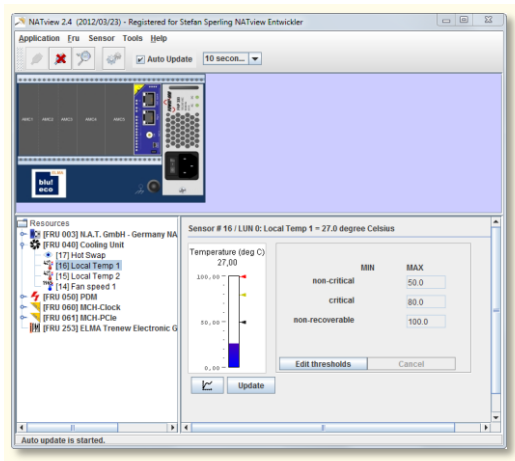 NATview 2.4 (2012/03/23) - Registered for Stefan Sperling NATview Entwickler
Application Fru Sensor Tools Help
Auto Update 10 secon...
AMC1 AMC2 AMC3 AMC4 AMC5
blu!
eco
Resources
[FRU 003] N.A.T. GmbH - Germany NA
[FRU 040] Cooling Unit
[17] Hot Swap
[16] Local Temp 1
[15] Local Temp 2
[14] Fan speed 1
[FRU 050] PDM
[FRU 060] MCH-Clock
[FRU 061] MCH-PCIe
[FRU 253] ELMA Trenew Electronic G
Sensor # 16 / LUN 0: Local Temp 1 = 27.0 degree Celsius
Temperature (deg C)
27,00
100,00
50,00
0,00
MIN MAX
non-critical 50.0
critical 80.0
non-recoverable 100.0
Edit thresholds Cancel
Update
Auto update is started.